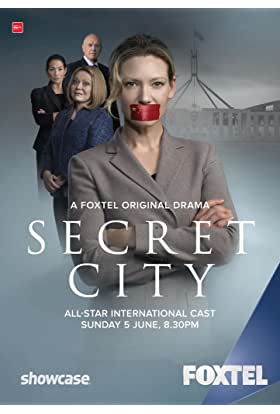 A FOXTEL ORIGINAL DRAMA
SECRET
CITY
ALL-STAR INTERNATIONAL CAST
SUNDAY 5 JUNE, 8.30PM
showcase
FOXTEL